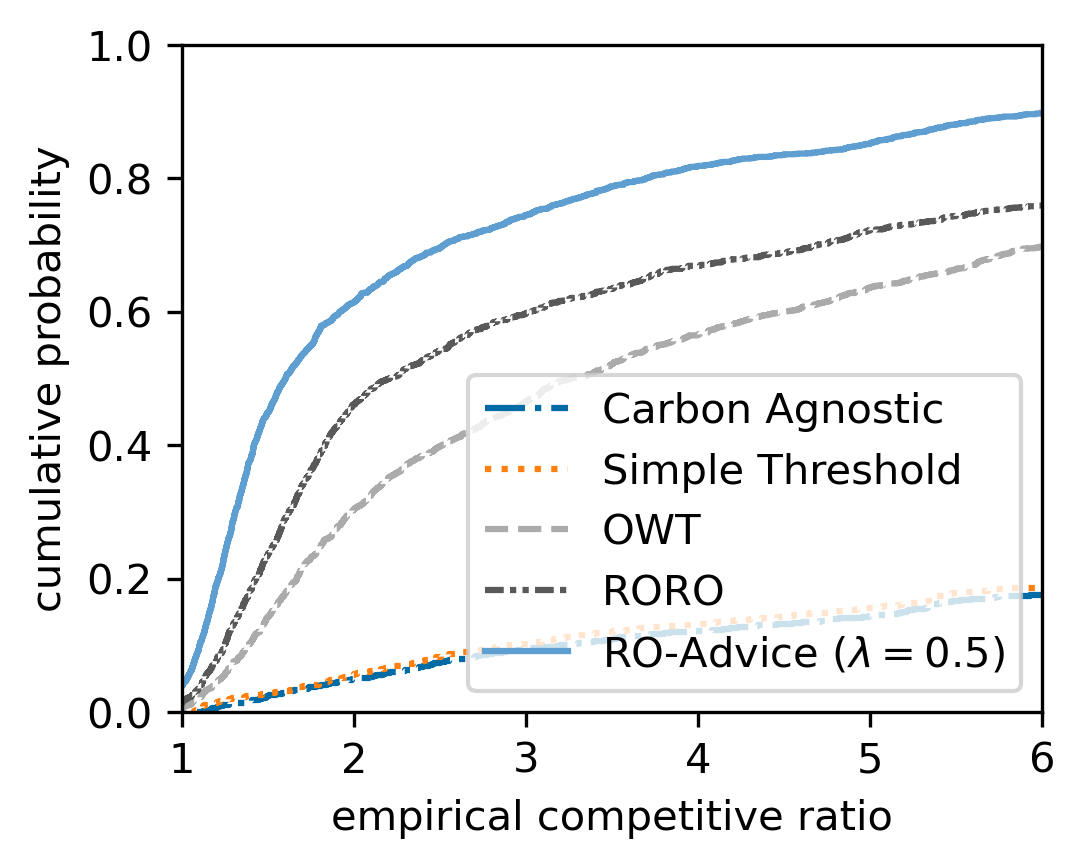 1.0
0.8
0.6
0.4
0.2
0.0
cumulative probability
1 2 3 4 5 6
empirical competitive ratio
Carbon Agnostic
Simple Threshold
OWT
RORO
RO-Advice (λ = 0.5)